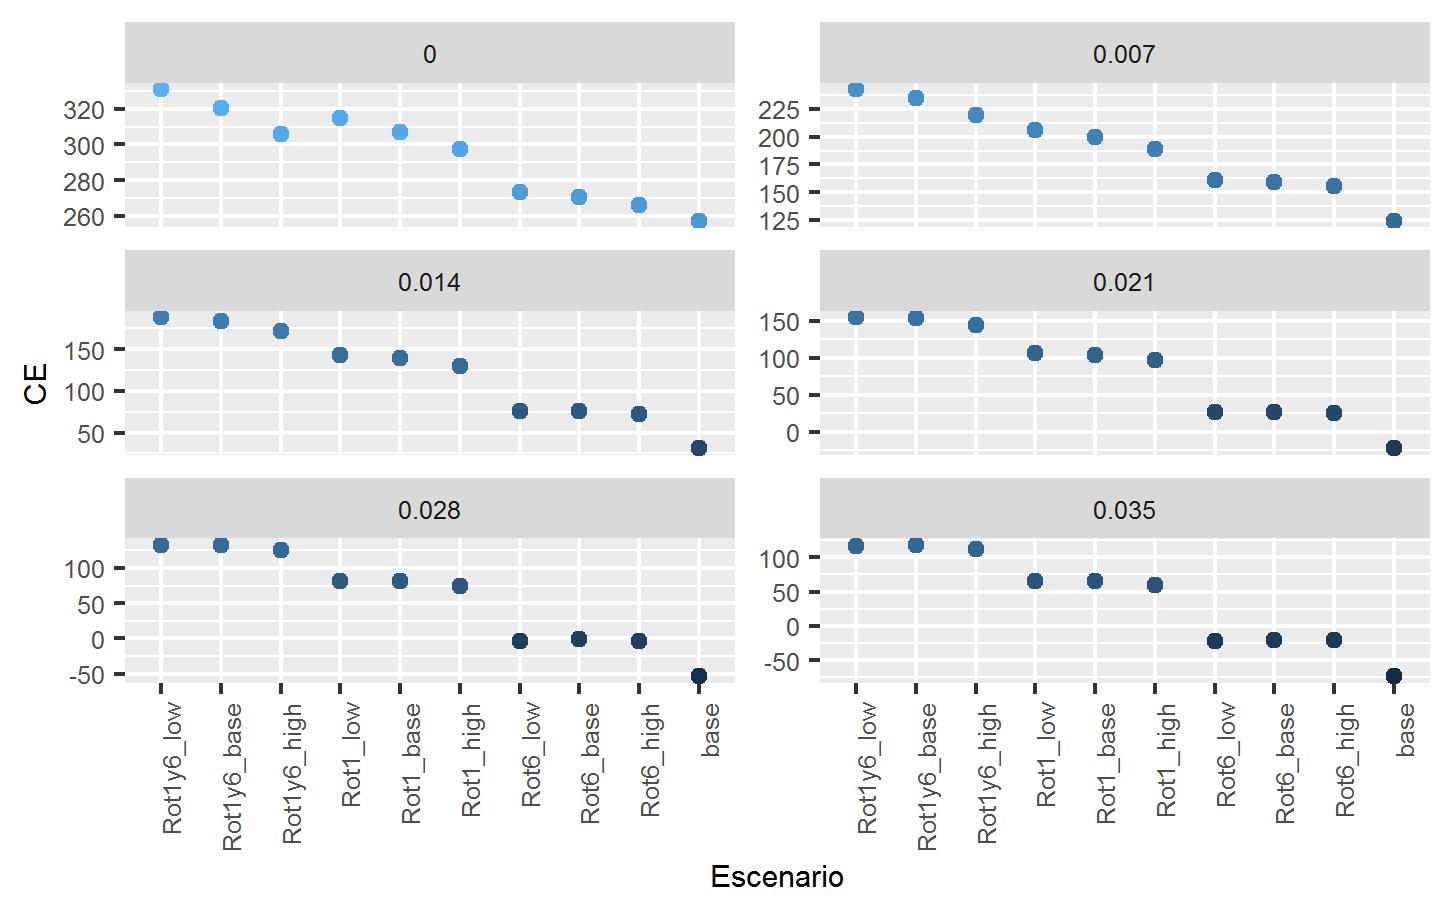 0
0.007
320
300
280
260
225
200
175
150
125
0.014
0.021
150
100
50
150
100
50
0
0.028
0.035
100
50
0
-50
100
50
0
-50
CE
Rot1y6_low
Rot1y6_base
Rot1y6_high
Rot1_low
Rot1_base
Rot1_high
Rot6_low
Rot6_base
Rot6_high
base
Rot1y6_low
Rot1y6_base
Rot1y6_high
Rot1_low
Rot1_base
Rot1_high
Rot6_low
Rot6_base
Rot6_high
base
Escenario